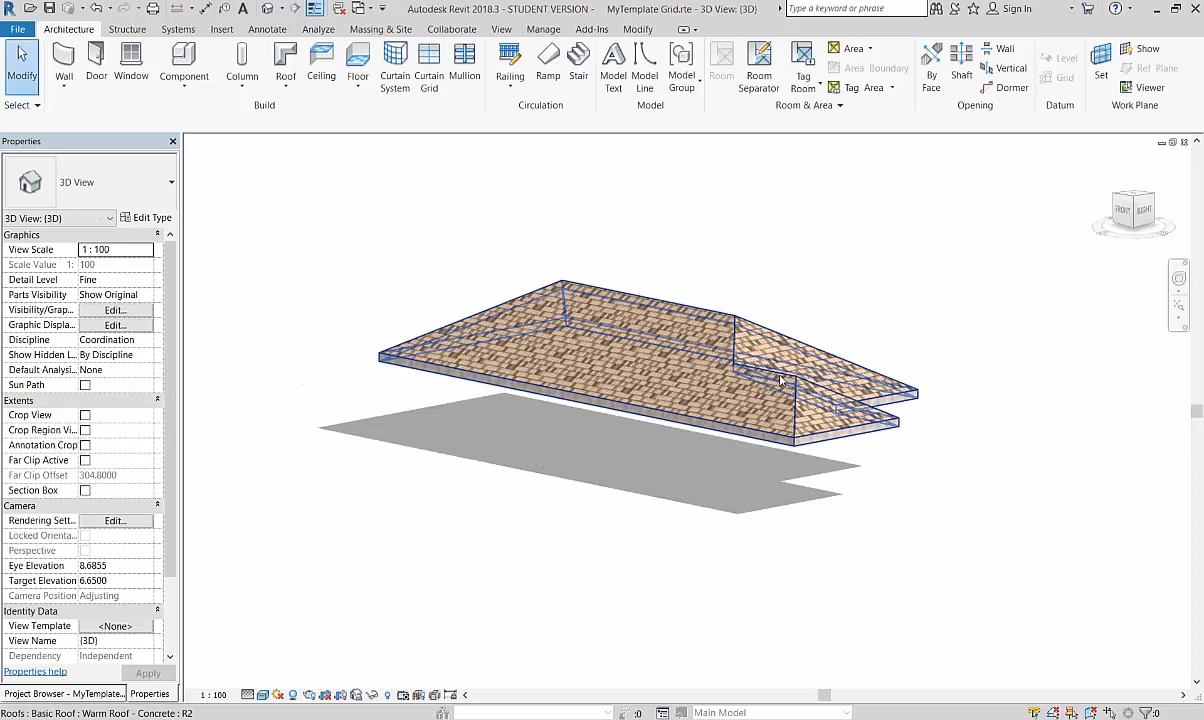 Autodesk Revit 2018.3 - STUDENT VERSION - MyTemplate Grid.rte - 3D View: {3D}
Type a keyword or phrase
Sign In
File Architecture Structure Systems Insert Annotate Analyze Massing & Site Collaborate View Manage Add-Ins Modify
Modify
Wall
Door
Window
Component
Column
Roof
Ceiling
Floor
Curtain System
Curtain Grid
Mullion
Railing
Ramp
Stair
Model Text
Model Line
Model Group
Room
Room Separator
Tag Room
Area
Area Boundary
Tag Area
By Face
Shaft
Wall
Vertical
Dormer
Level
Grid
Set
Show
Ref Plane
Viewer
Select
Build
Circulation
Model
Room & Area
Opening
Datum
Work Plane
Properties
3D View
3D View: {3D}
Edit Type
Graphics
View Scale 1 : 100
Scale Value 1: 100
Detail Level Fine
Parts Visibility Show Original
Visibility/Grap... Edit...
Graphic Displa... Edit...
Discipline Coordination
Show Hidden L... By Discipline
Default Analysi... None
Sun Path
Extents
Crop View
Crop Region Vi...
Annotation Crop
Far Clip Active
Far Clip Offset 304.8000
Section Box
Camera
Rendering Sett... Edit...
Locked Orienta...
Perspective
Eye Elevation 8.6855
Target Elevation 6.6500
Camera Position Adjusting
Identity Data
View Template <None>
View Name {3D}
Dependency Independent
Properties help
Apply
Project Browser - MyTemplate... Properties
1 : 100
FRONT
RIGHT
Roofs : Basic Roof : Warm Roof - Concrete : R2
:0
Main Model
:0